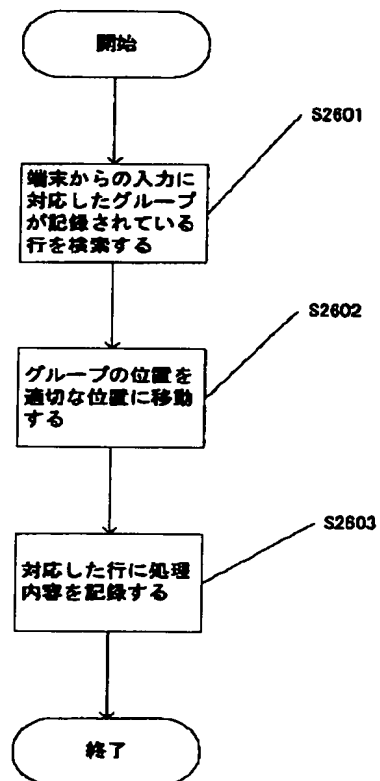 開始
S2601
端末からの入力に
対応したグループ
が記録されている
行を検索する
S2602
グループの位置を
適切な位置に移動
する
S2603
対応した行に処理
内容を記録する
終了